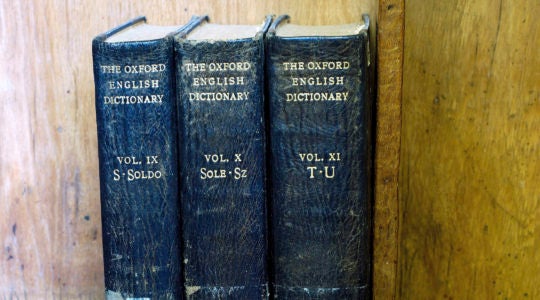 THE OXFORD
ENGLISH
DICTIONARY
VOL. IX
S·SOLDO
THE OXFORD
ENGLISH
DICTIONARY
VOL. X
SOLE·SZ
THE OXFORD
ENGLISH
DICTIONARY
VOL. XI
T·U